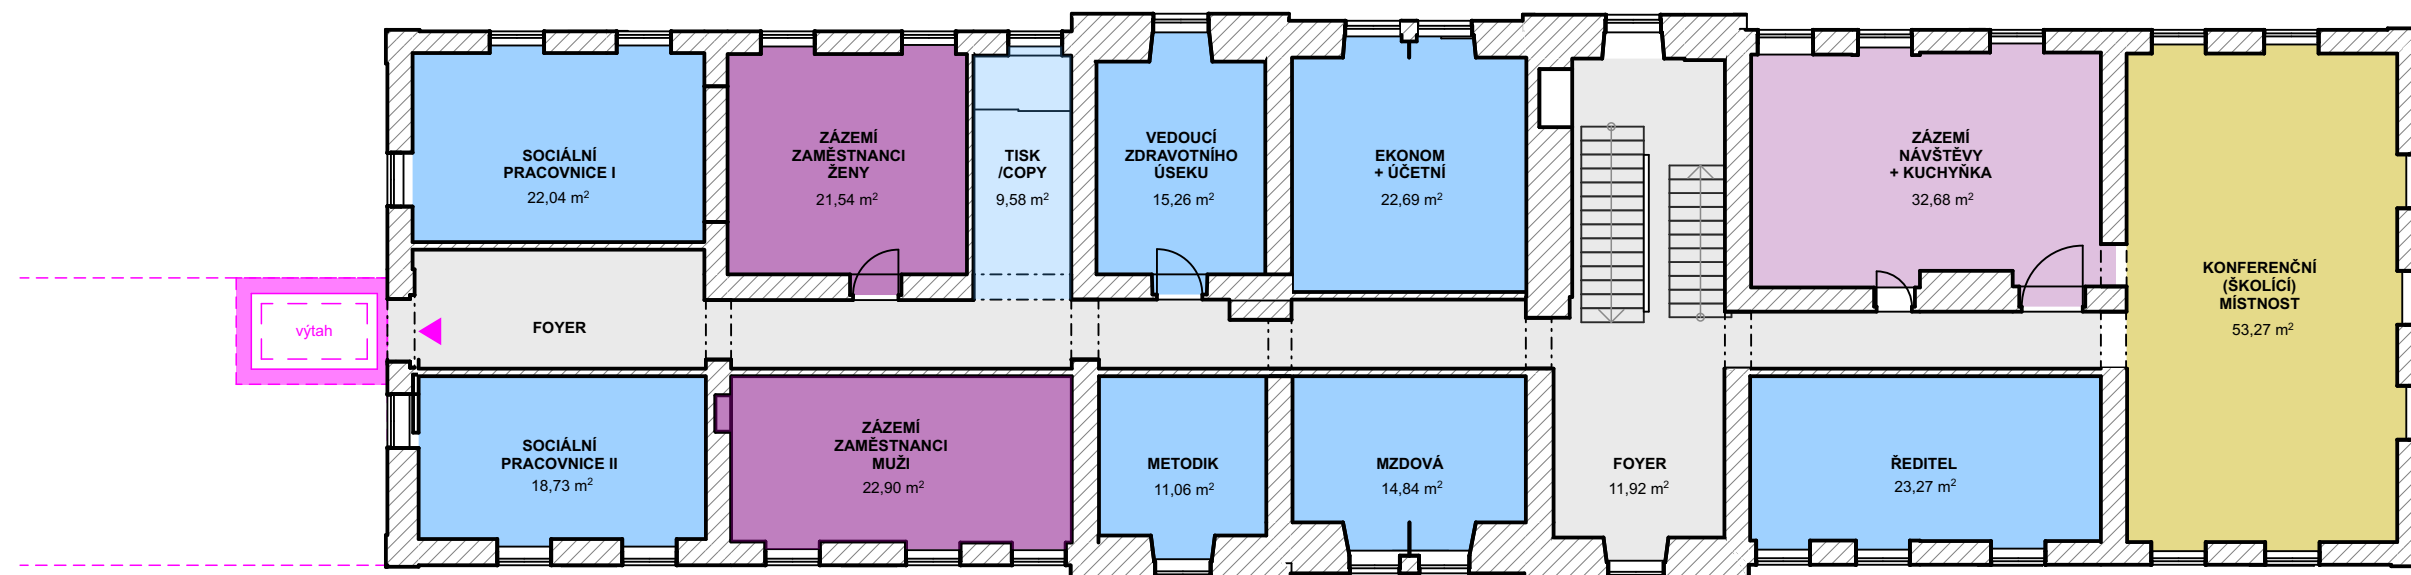 SOCIÁLNÍ
PRACOVNICE I
22,04 m²
ZÁZEMÍ
ZAMĚSTNANCI
ŽENY
21,54 m²
TISK
/COPY
9,58 m²
VEDOUCÍ
ZDRAVOTNÍHO
ÚSEKU
15,26 m²
EKONOM
+ ÚČETNÍ
22,69 m²
ZÁZEMÍ
NÁVŠTĚVY
+ KUCHYŇKA
32,68 m²
KONFERENČNÍ
(ŠKOLÍCÍ)
MÍSTNOST
53,27 m²
výtah
FOYER
SOCIÁLNÍ
PRACOVNICE II
18,73 m²
ZÁZEMÍ
ZAMĚSTNANCI
MUŽI
22,90 m²
METODIK
11,06 m²
MZDOVÁ
14,84 m²
FOYER
11,92 m²
ŘEDITEL
23,27 m²